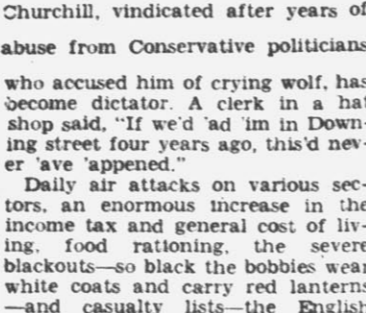 Churchill, vindicated after years of
abuse from Conservative politicians
who accused him of crying wolf, has
become dictator. A clerk in a hat
shop said, "If we'd 'ad 'im in Down-
ing street four years ago, this'd nev-
er 'ave 'appened."
Daily air attacks on various sec-
tors, an enormous increase in the
income tax and general cost of liv-
ing, food rationing, the severe
blackouts—so black the bobbies wear
white coats and carry red lanterns
—and casualty lists—the English